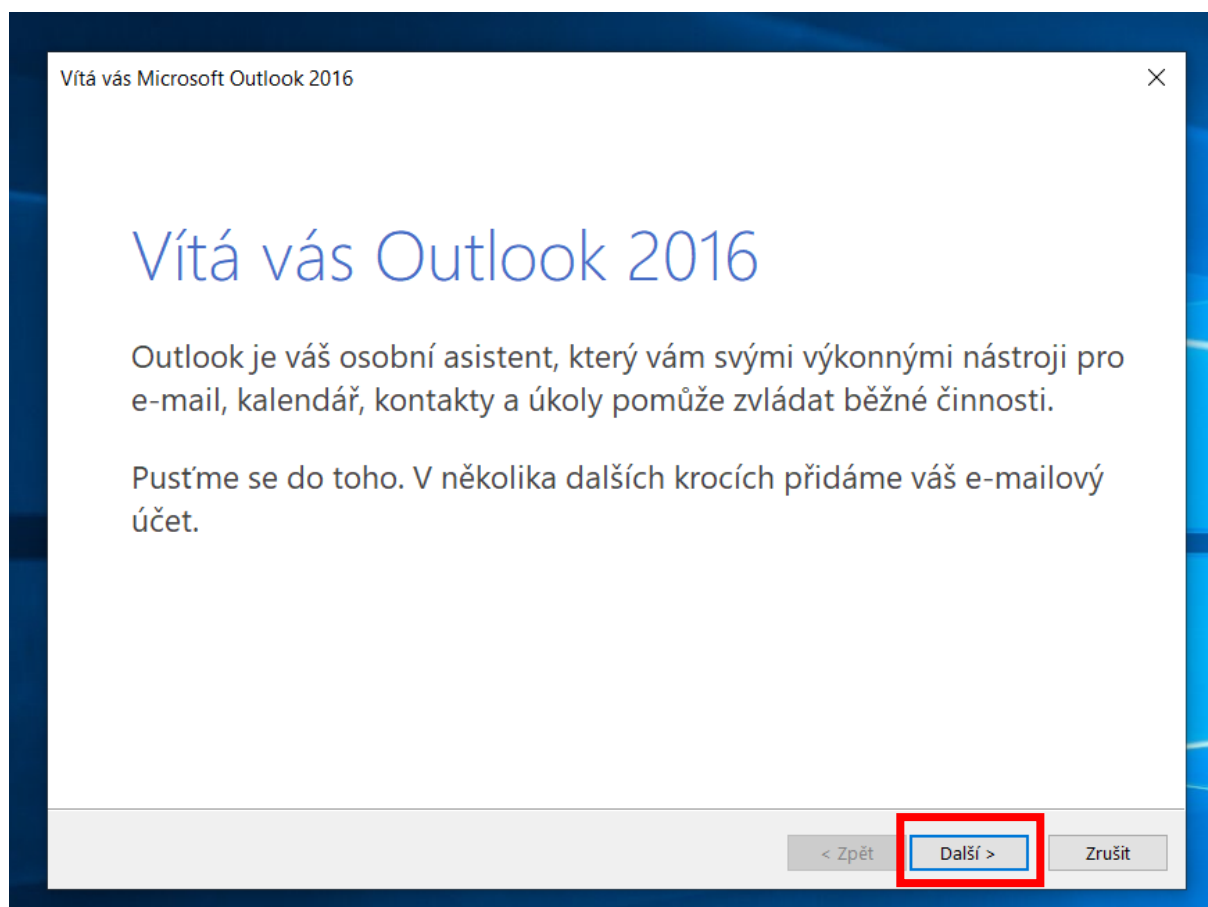 Vítá vás Microsoft Outlook 2016
Vítá vás Outlook 2016
Outlook je váš osobní asistent, který vám svými výkonnými nástroji pro
e-mail, kalendář, kontakty a úkoly pomůže zvládat běžné činnosti.
Pusťme se do toho. V několika dalších krocích přidáme váš e-mailový
účet.
< Zpět Další > Zrušit